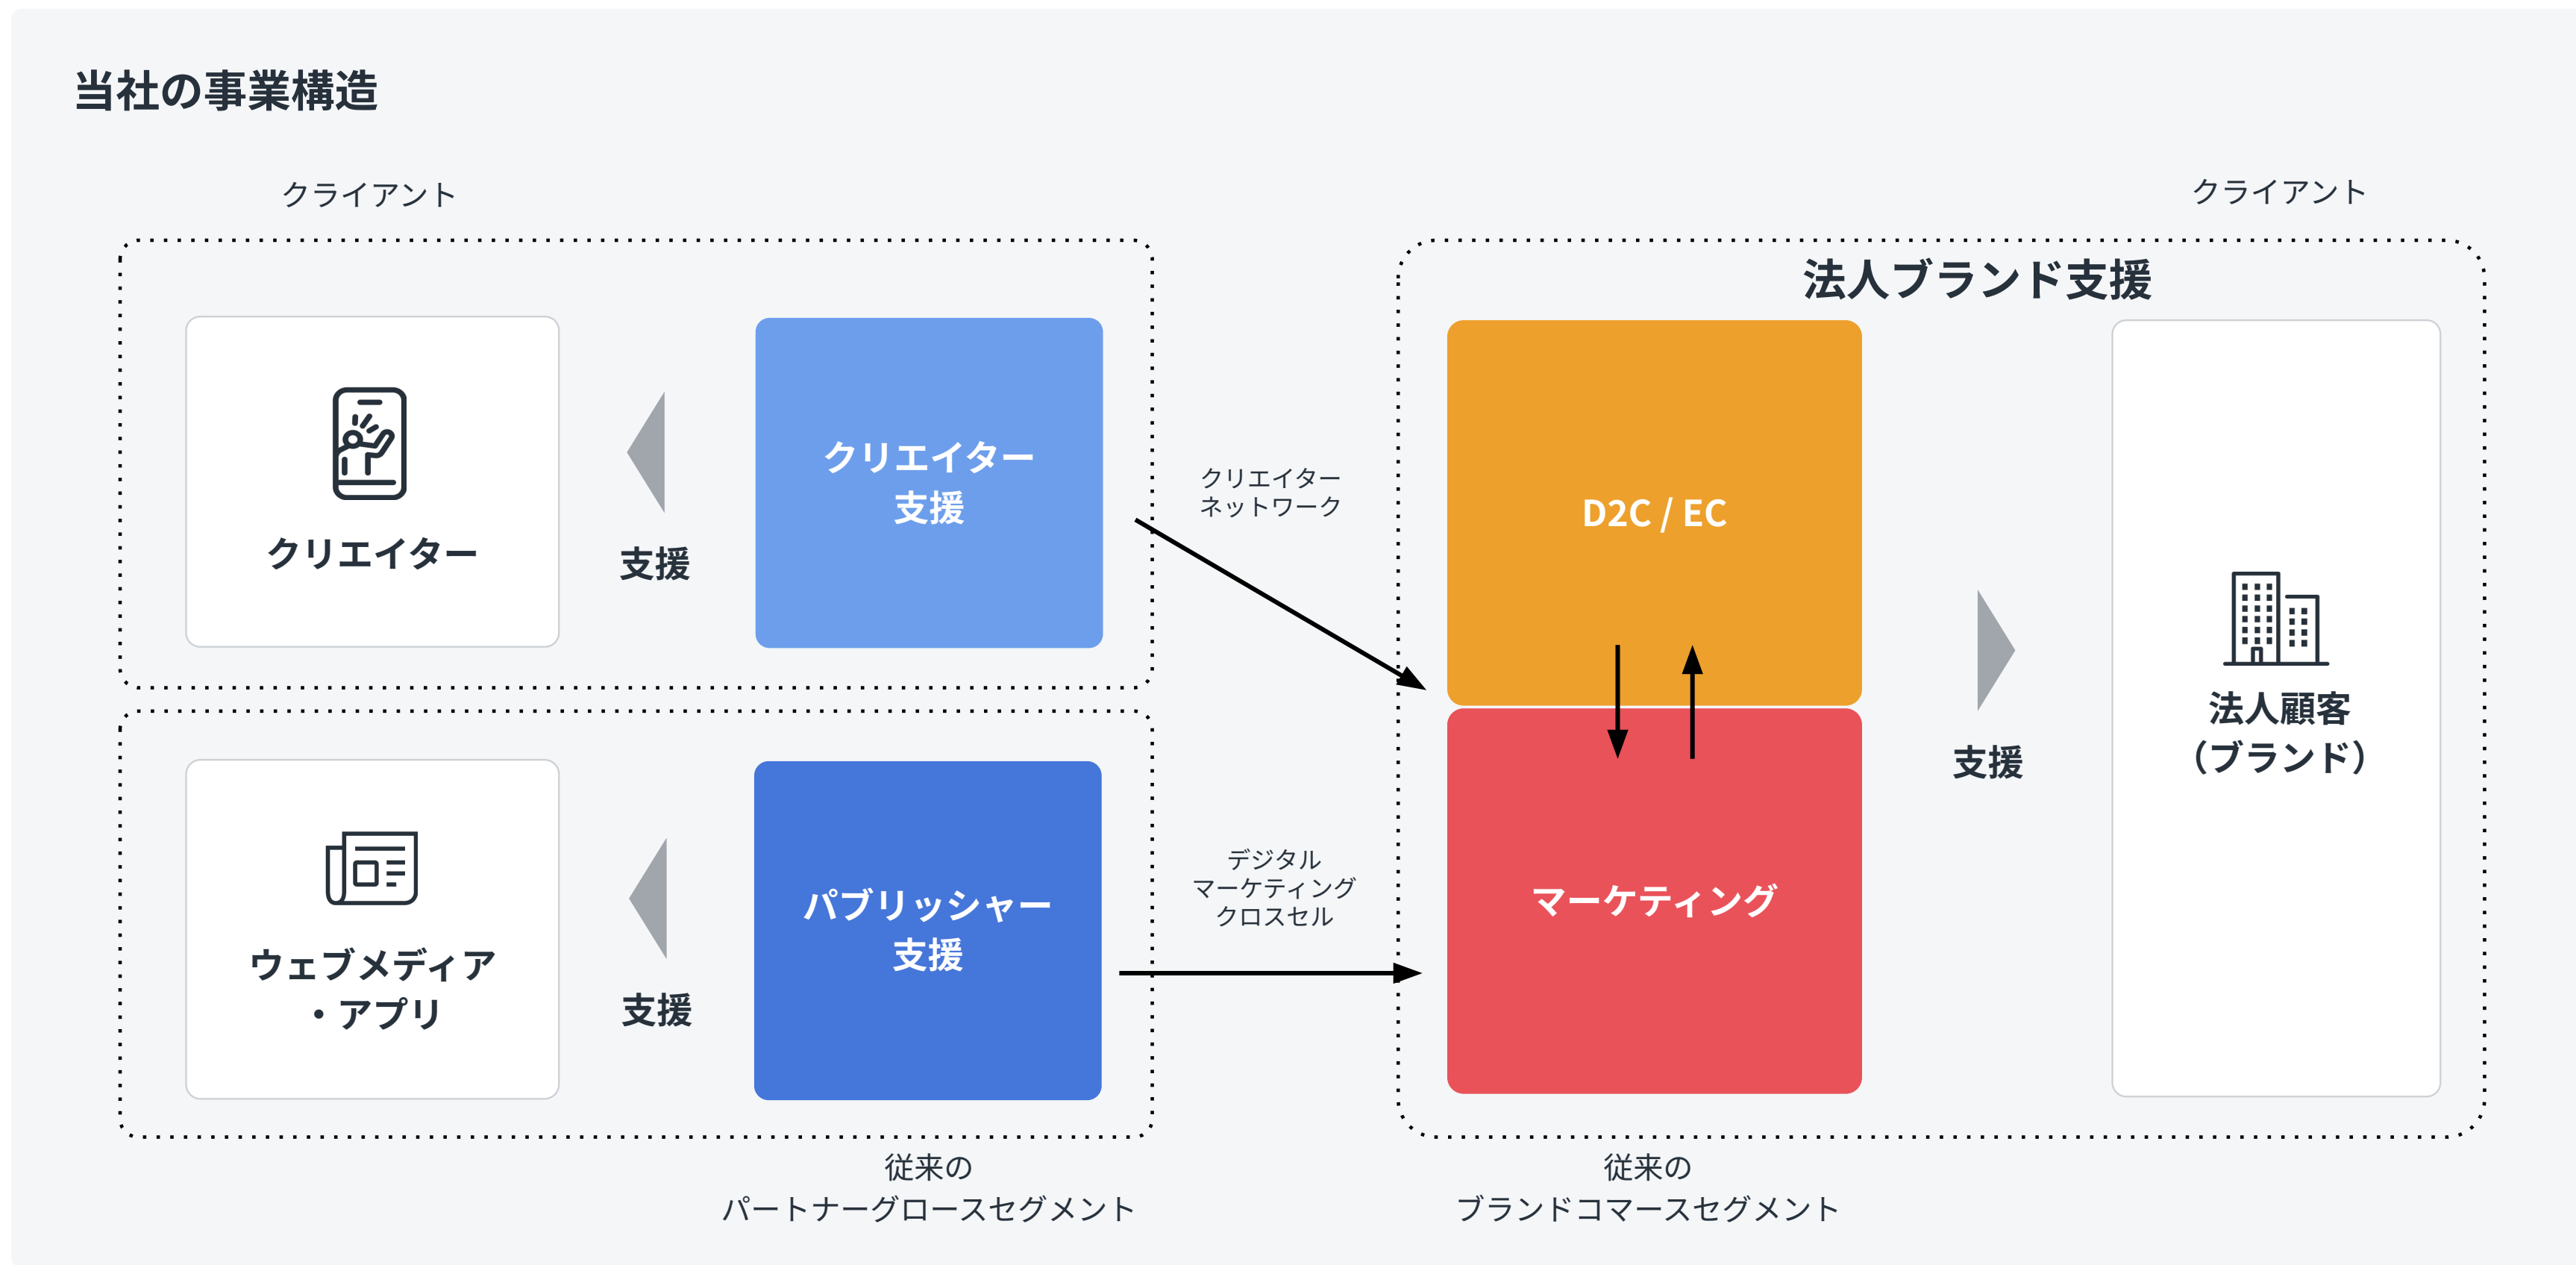 当社の事業構造
クライアント
クライアント
クリエイター
支援
クリエイター
支援
クリエイター
ネットワーク
法人ブランド支援
D2C / EC
マーケティング
支援
法人顧客
（ブランド）
ウェブメディア
・アプリ
支援
パブリッシャー
支援
デジタル
マーケティング
クロスセル
従来の
パートナーグロースセグメント
従来の
ブランドコマースセグメント